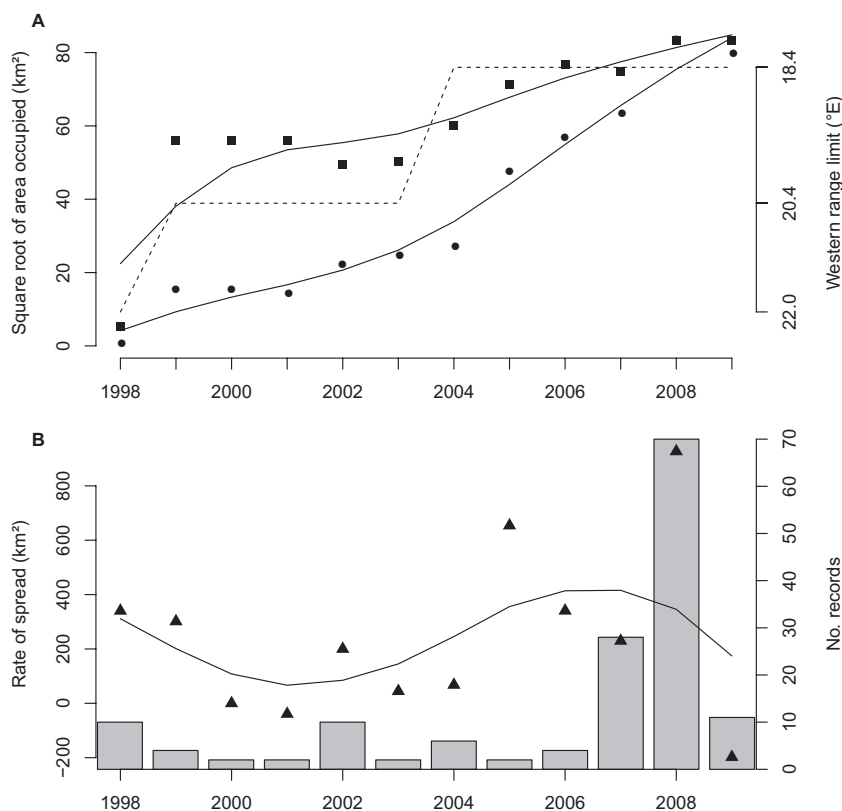 A
Square root of area occupied (km²)
80
60
40
20
0
18.4
20.4
22.0
Western range limit (°E)
1998 2000 2002 2004 2006 2008
B
Rate of spread (km²)
800
600
400
200
0
−200
70
60
50
40
30
20
10
0
No. records
1998 2000 2002 2004 2006 2008